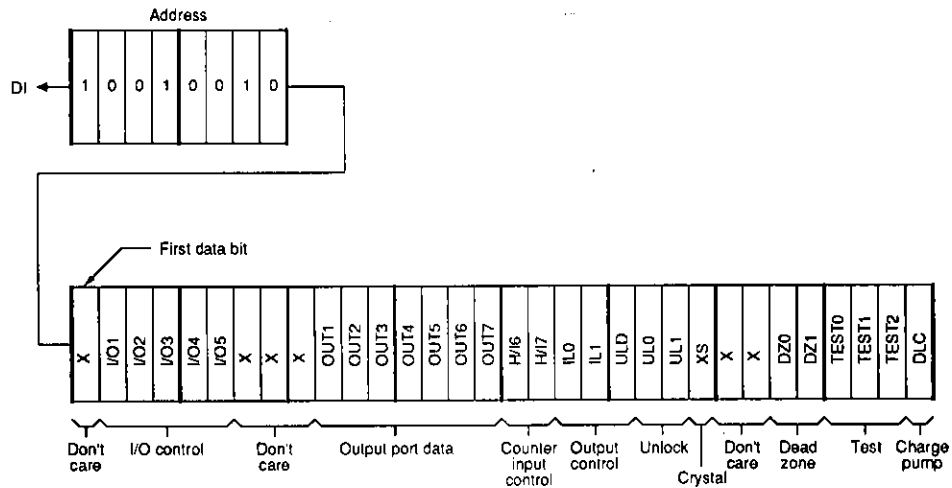 Address
DI
1 0 0 1 0 0 1 0
First data bit
X I/O1 I/O2 I/O3 I/O4 I/O5 X X X OUT1 OUT2 OUT3 OUT4 OUT5 OUT6 OUT7 H/I6 H/I7 IL0 IL1 ULD UL0 UL1 XS X X DZ0 DZ1 TEST0 TEST1 TEST2 DLC
Don't care
I/O control
Don't care
Output port data
Counter input control
Output control
Unlock
Crystal
Don't care
Dead zone
Test
Charge pump